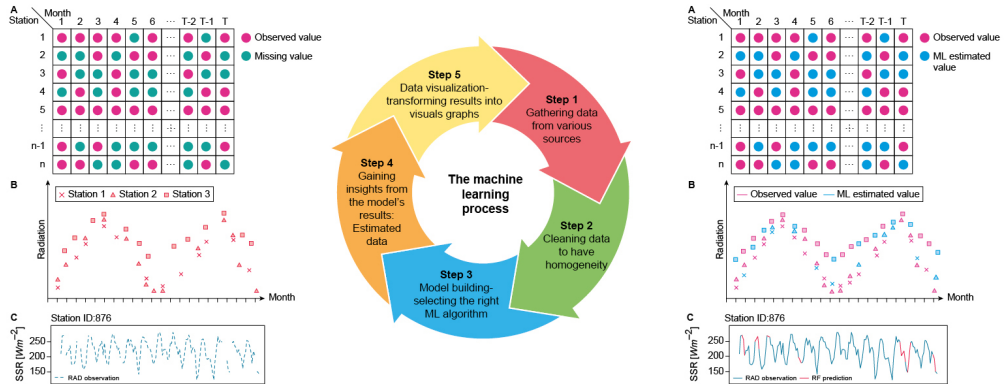 A
Month
Station
1 2 3 4 5 6 ⋯ T-2 T-1 T
1
2
3
4
5
⋮
n-1
n
Observed value
Missing value
B
× Station 1 △ Station 2 □ Station 3
Radiation
Month
C
Station ID:876
SSR [Wm⁻²]
250
200
150
RAD observation
Step 1
Gathering data
from various
sources
Step 2
Cleaning data
to have
homogeneity
Step 3
Model building-
selecting the right
ML algorithm
Step 4
Gaining
insights from
the model's
results:
Estimated
data
Step 5
Data visualization-
transforming results into
visuals graphs
The machine
learning
process
A
Month
Station
1 2 3 4 5 6 ⋯ T-2 T-1 T
1
2
3
4
5
⋮
n-1
n
Observed value
ML estimated
value
B
Observed value ML estimated value
Radiation
Month
C
Station ID:876
SSR [Wm⁻²]
250
200
150
RAD observation RF prediction